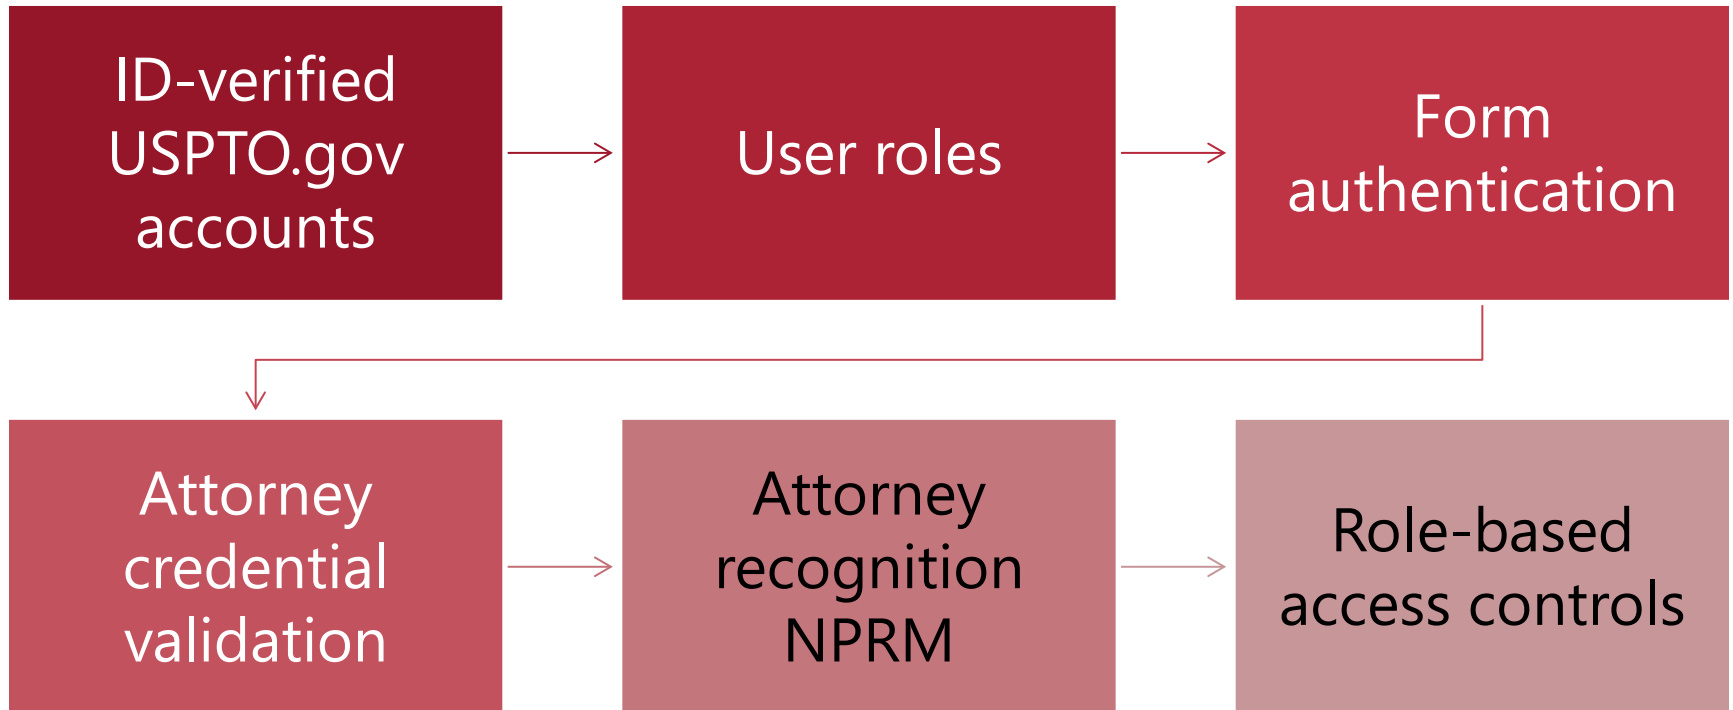 ID-verified
USPTO.gov
accounts
User roles
Form
authentication
Attorney
credential
validation
Attorney
recognition
NPRM
Role-based
access controls